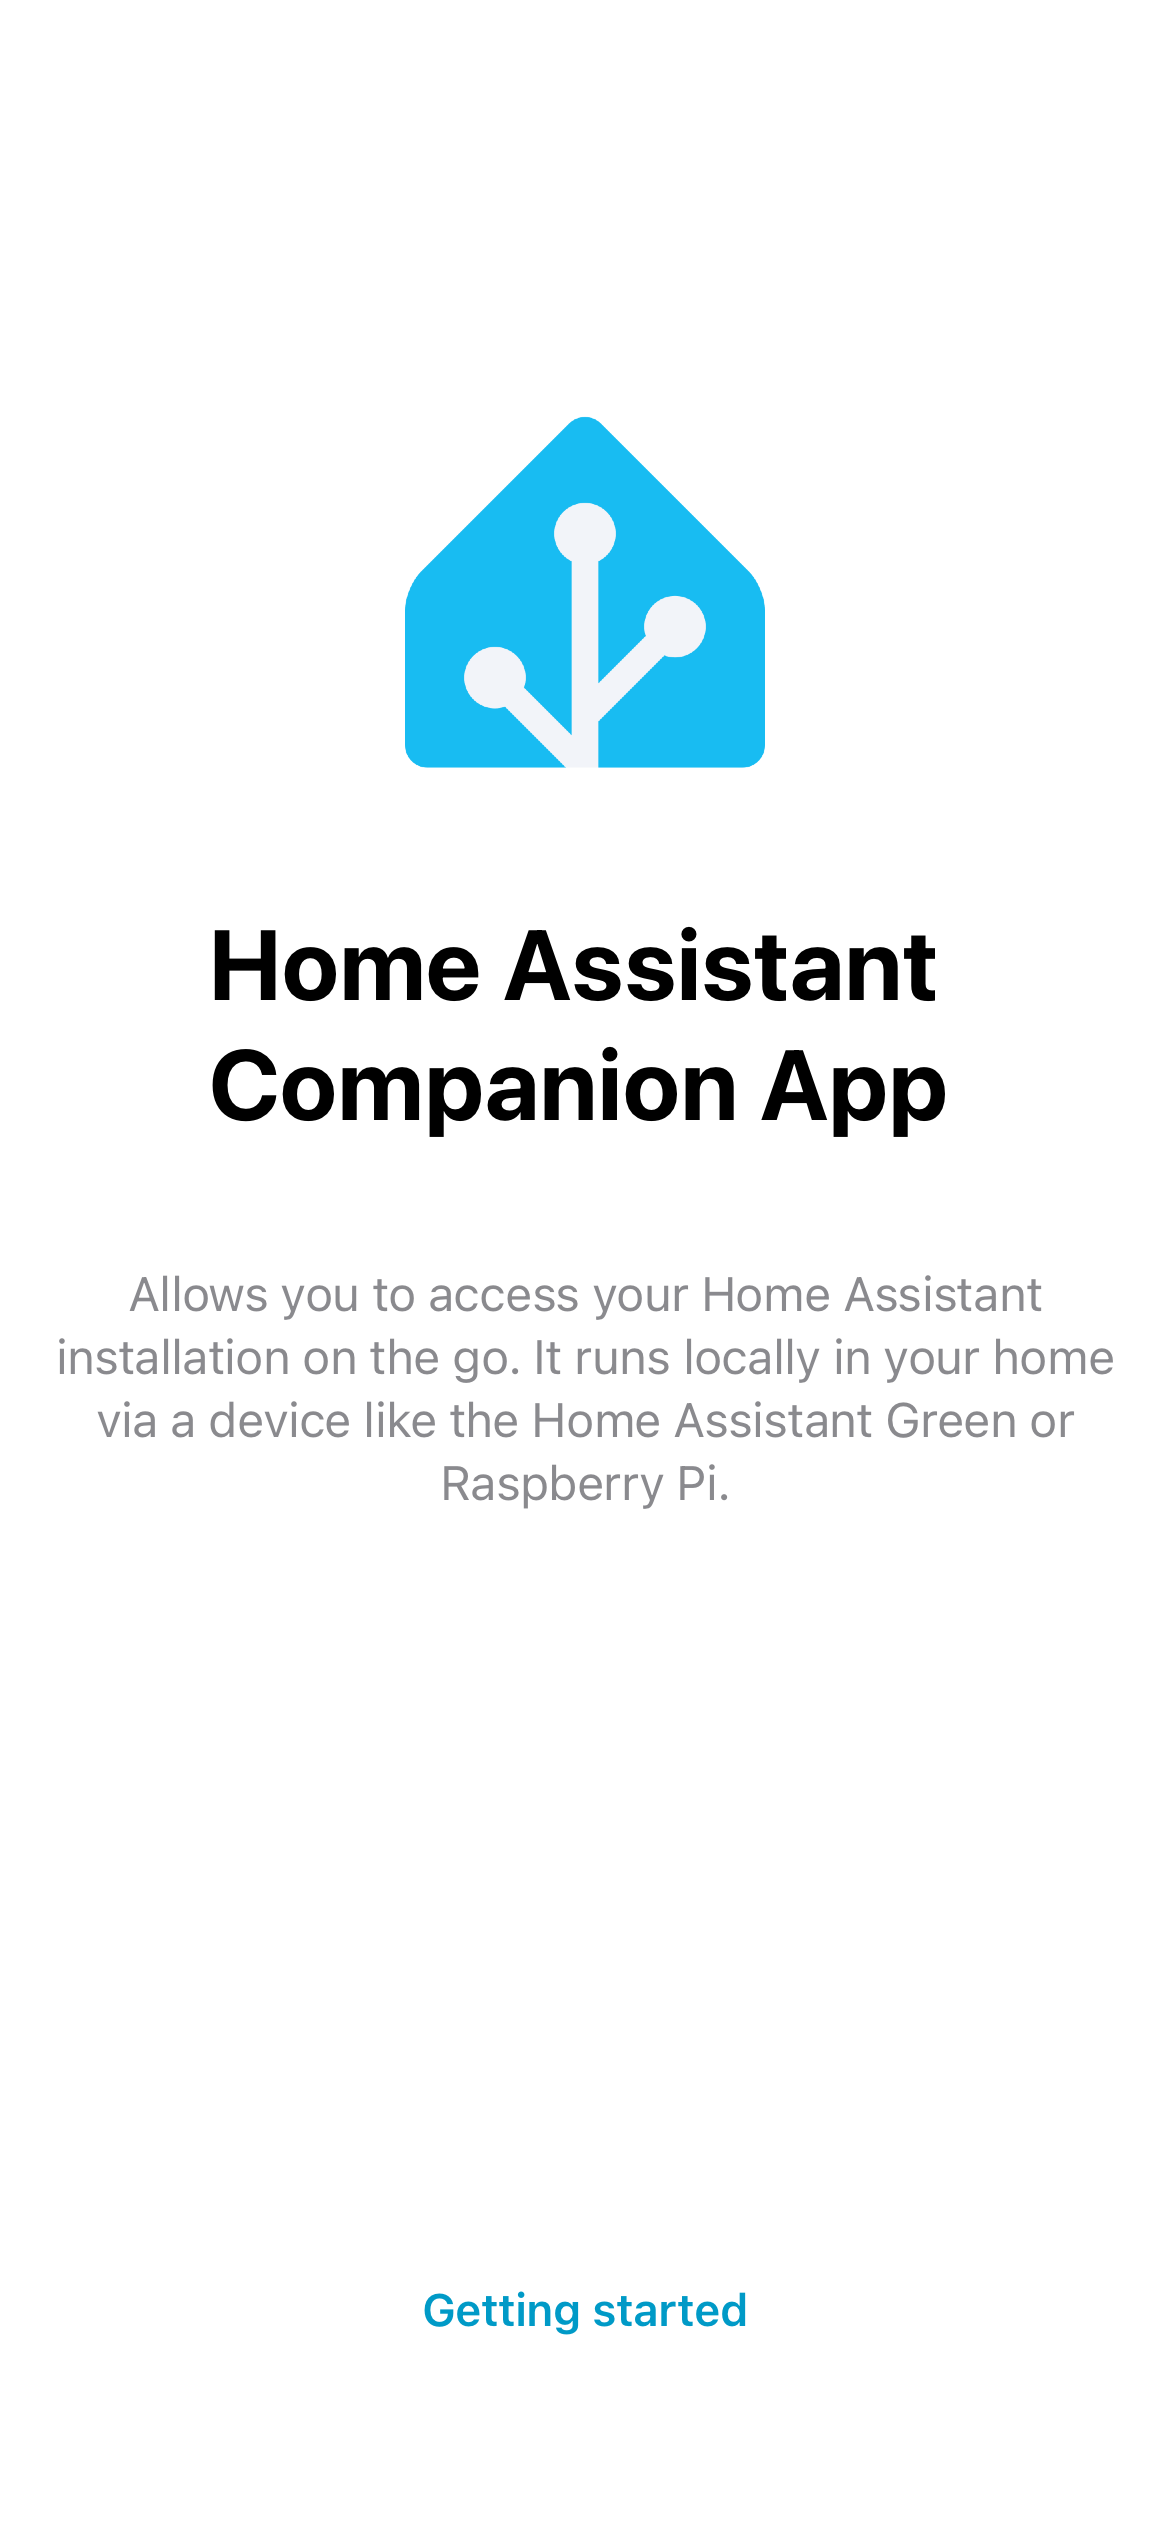 Home Assistant
Companion App
Allows you to access your Home Assistant
installation on the go. It runs locally in your home
via a device like the Home Assistant Green or
Raspberry Pi.
Getting started